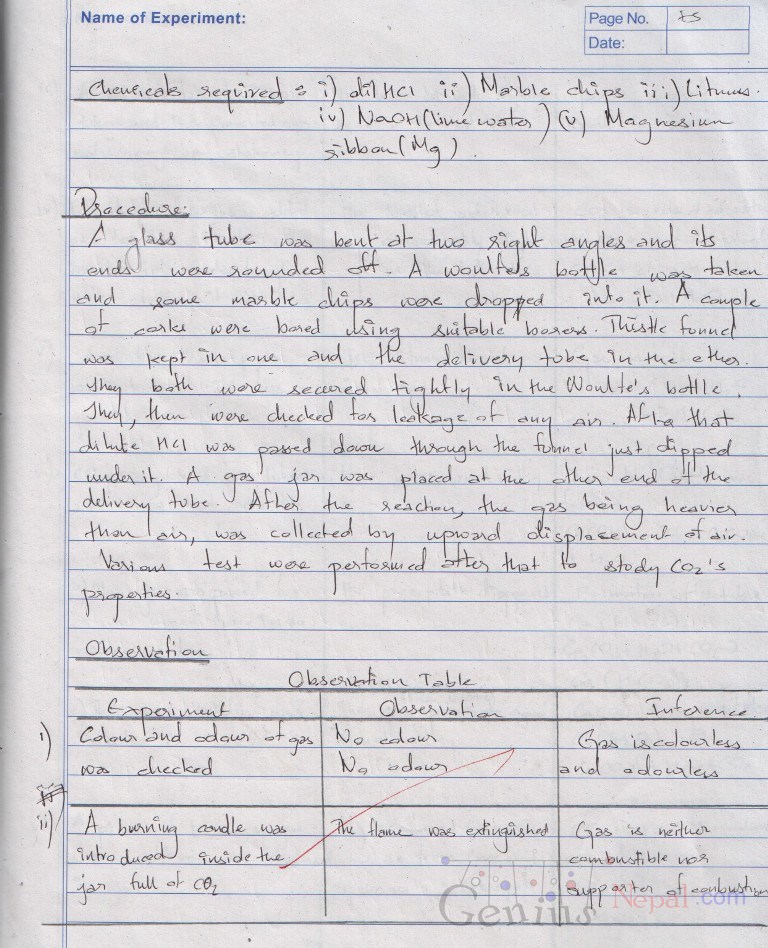 Name of Experiment:
Page No.
Date:
Chemicals required : i) dil HCl ii) Marble chips iii) Litmus.
iv) NaOH (lime water) (v) Magnesium
ribbon (Mg).
Procedure:
A glass tube was bent at two right angles and its
ends were rounded off. A woulfe's bottle was taken
and some marble chips were dropped into it. A couple
of corks were bored using suitable borers. Thistle funnel
was kept in one and the delivery tube in the other.
They both were secured tightly in the Woulfe's bottle.
They, then were checked for leakage of any air. After that
dilute HCl was passed down through the funnel just dipped
under it. A gas jar was placed at the other end of the
delivery tube. After the reaction, the gas being heavier
than air, was collected by upward displacement of air.
Various test were performed after that to study CO2's
properties.
Observation
Observation Table
Experiment Observation Inference
i) Colour and odour of gas No colour Gas is colourless
was checked No odour and odourless
ii) A burning candle was The flame was extinguished Gas is neither
introduced inside the combustible nor
jar full of CO2 supporter of combustion
Genius Nepal.com